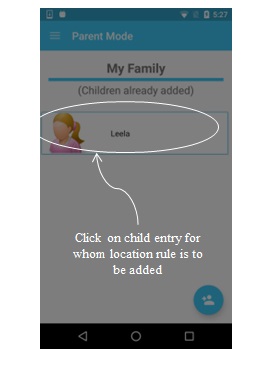 5:27
Parent Mode
My Family
(Children already added)
Leela
Click on child entry for
whom location rule is to
be added